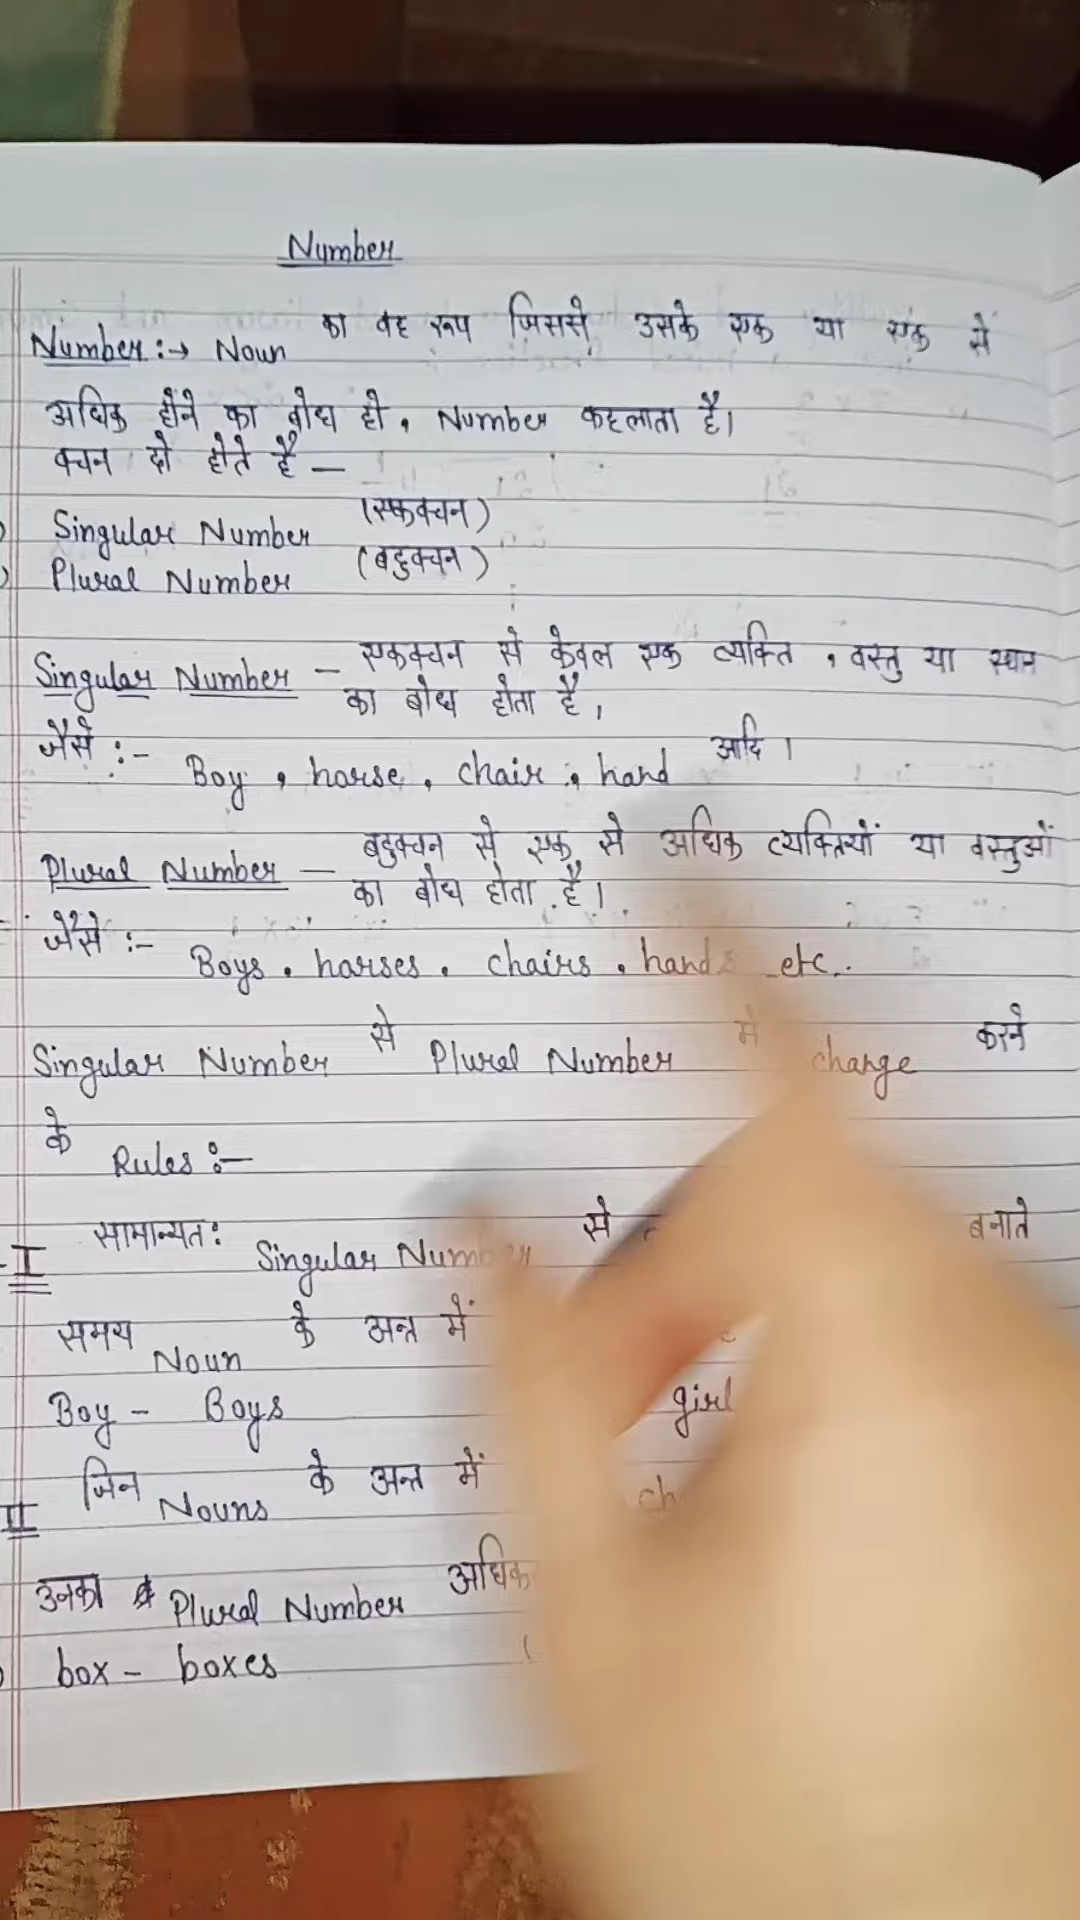 Number
Number :→ Noun का वह रूप जिससे उसके एक या एक से
अधिक होने का बोध हो, Number कहलाता है।
वचन दो होते है —
Singular Number (एकवचन)
Plural Number (बहुवचन)
Singular Number — एकवचन से केवल एक व्यक्ति, वस्तु या स्थान
का बोध होता है।
जैसे :- Boy, horse, chair, hand आदि।
Plural Number — बहुवचन से एक से अधिक व्यक्तियों या वस्तुओं
का बोध होता है।
जैसे :- Boys, horses, chairs, hands etc.
Singular Number से Plural Number में change करने
के Rules :—
I सामान्यत: Singular Number से बनाते
समय Noun के अन्त में
Boy - Boys girl
II जिन Nouns के अन्त में ch
उनका Plural Number अधिक
box - boxes